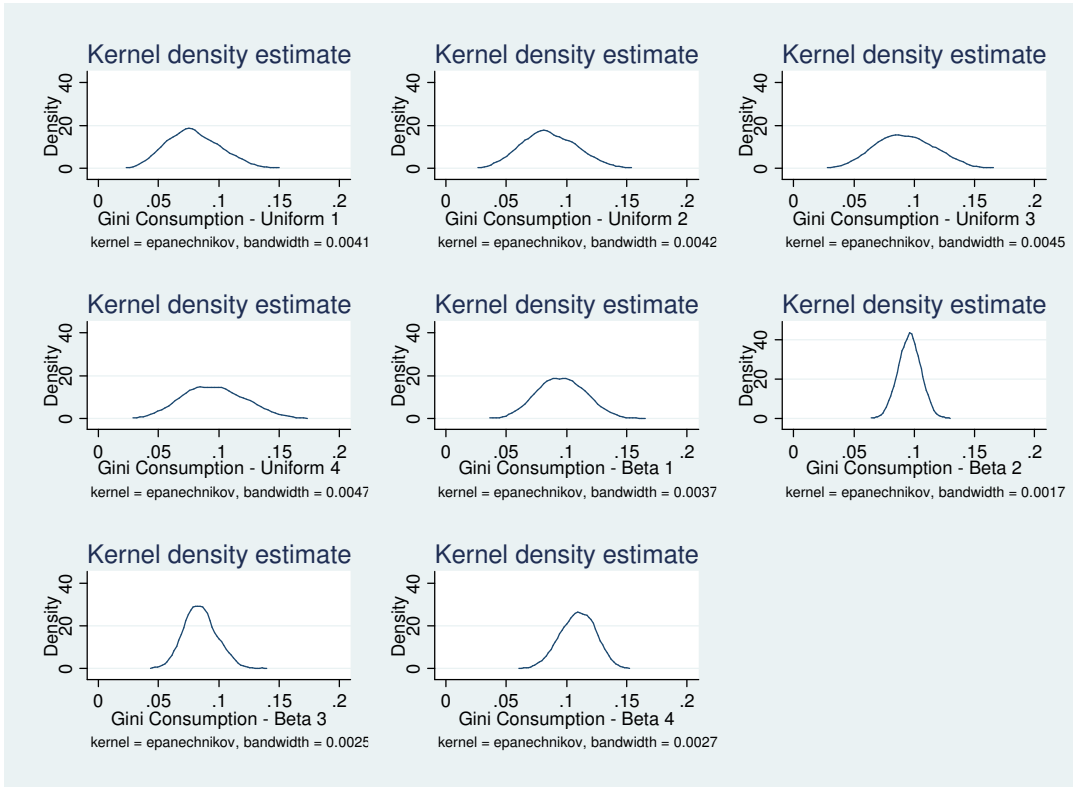 Kernel density estimate
Density
0 20 40
0 .05 .1 .15 .2
Gini Consumption - Uniform 1
kernel = epanechnikov, bandwidth = 0.0041
Kernel density estimate
Density
0 20 40
0 .05 .1 .15 .2
Gini Consumption - Uniform 2
kernel = epanechnikov, bandwidth = 0.0042
Kernel density estimate
Density
0 20 40
0 .05 .1 .15 .2
Gini Consumption - Uniform 3
kernel = epanechnikov, bandwidth = 0.0045
Kernel density estimate
Density
0 20 40
0 .05 .1 .15 .2
Gini Consumption - Uniform 4
kernel = epanechnikov, bandwidth = 0.0047
Kernel density estimate
Density
0 20 40
0 .05 .1 .15 .2
Gini Consumption - Beta 1
kernel = epanechnikov, bandwidth = 0.0037
Kernel density estimate
Density
0 20 40
0 .05 .1 .15 .2
Gini Consumption - Beta 2
kernel = epanechnikov, bandwidth = 0.0017
Kernel density estimate
Density
0 20 40
0 .05 .1 .15 .2
Gini Consumption - Beta 3
kernel = epanechnikov, bandwidth = 0.0025
Kernel density estimate
Density
0 20 40
0 .05 .1 .15 .2
Gini Consumption - Beta 4
kernel = epanechnikov, bandwidth = 0.0027